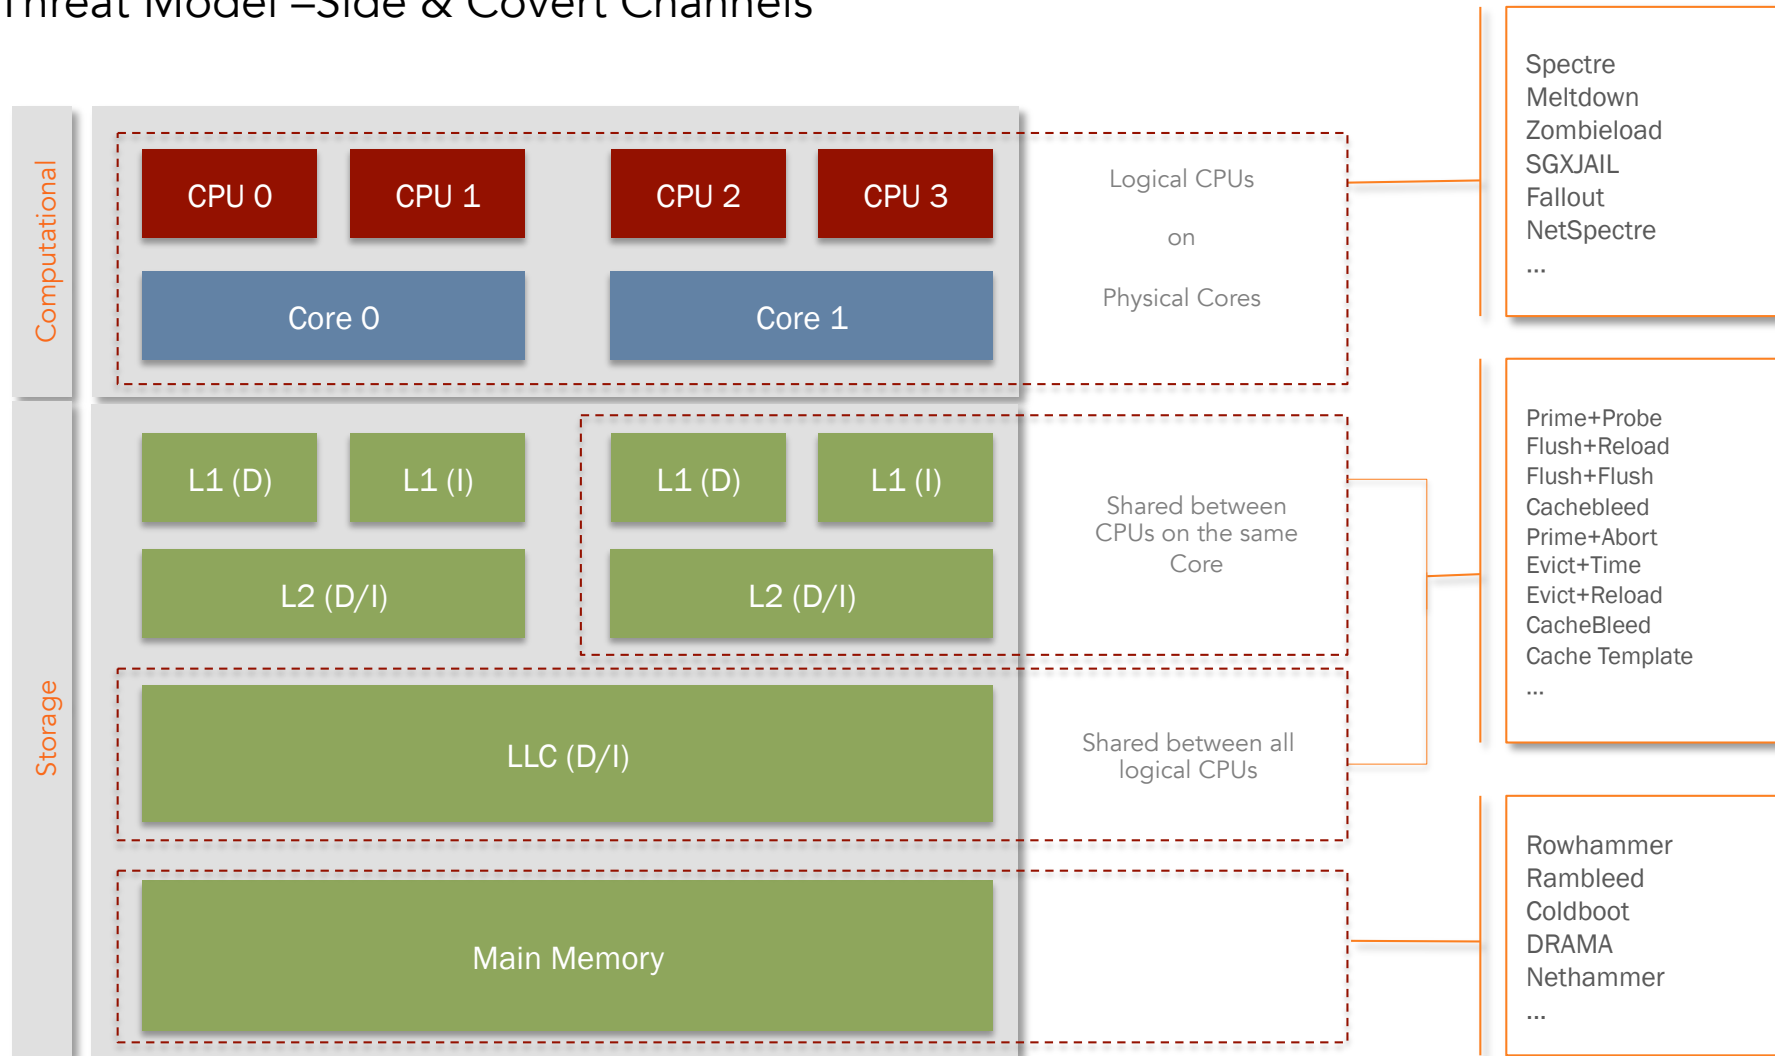 Threat Model –Side & Covert Channels
Computational
CPU 0
CPU 1
CPU 2
CPU 3
Core 0
Core 1
Logical CPUs
on
Physical Cores
Spectre
Meltdown
Zombieload
SGXJAIL
Fallout
NetSpectre
...
Storage
L1 (D)
L1 (I)
L1 (D)
L1 (I)
L2 (D/I)
L2 (D/I)
Shared between
CPUs on the same
Core
LLC (D/I)
Shared between all
logical CPUs
Prime+Probe
Flush+Reload
Flush+Flush
Cachebleed
Prime+Abort
Evict+Time
Evict+Reload
CacheBleed
Cache Template
...
Main Memory
Rowhammer
Rambleed
Coldboot
DRAMA
Nethammer
...